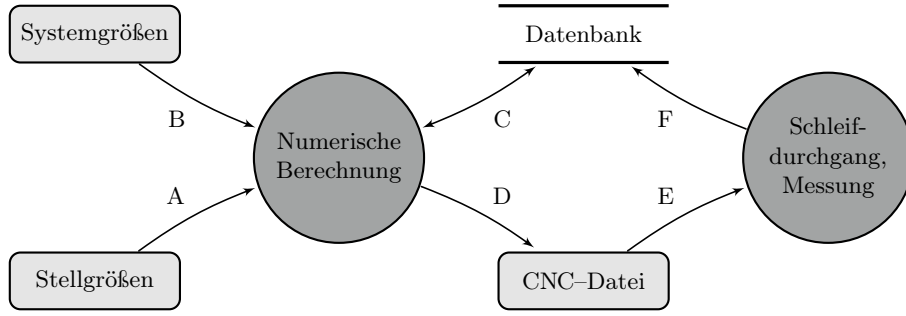 Systemgrößen
Datenbank
B
C
F
Numerische
Berechnung
Schleif-
durchgang,
Messung
A
D
E
Stellgrößen
CNC–Datei